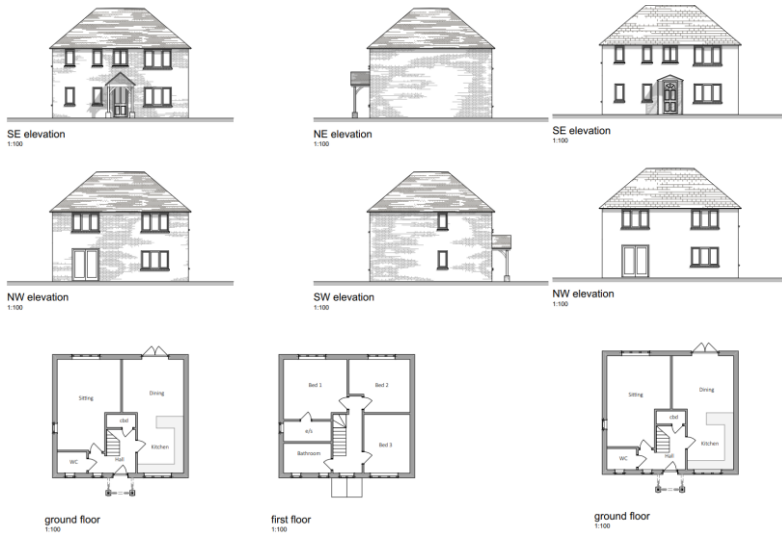 SE elevation
1:100
NE elevation
1:100
SE elevation
1:100
NW elevation
1:100
SW elevation
1:100
NW elevation
1:100
Sitting
Dining
cbd
Kitchen
WC
Hall
ground floor
1:100
Bed 1
Bed 2
e/s
Bathroom
Bed 3
first floor
1:100
Sitting
Dining
cbd
Kitchen
WC
Hall
ground floor
1:100